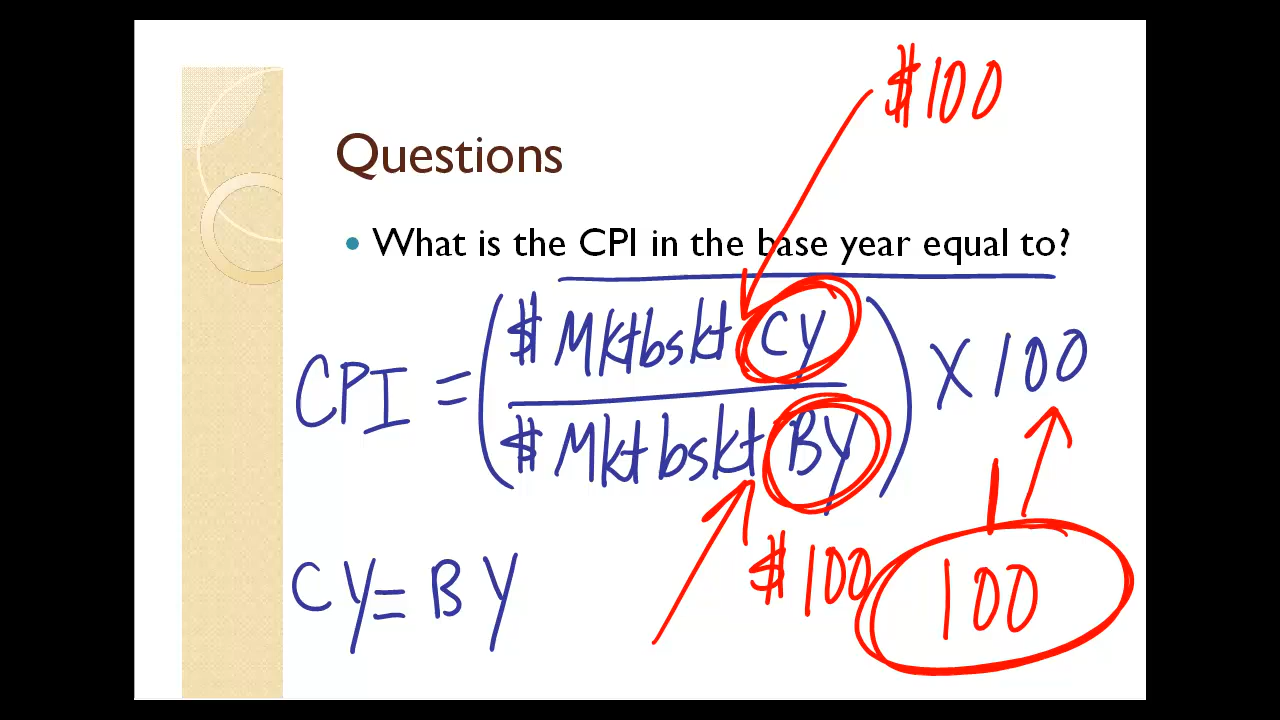 $100
Questions
• What is the CPI in the base year equal to?
CPI = ($ Mktbskt CY / $ Mktbskt BY) X 100
$100
100
CY = BY